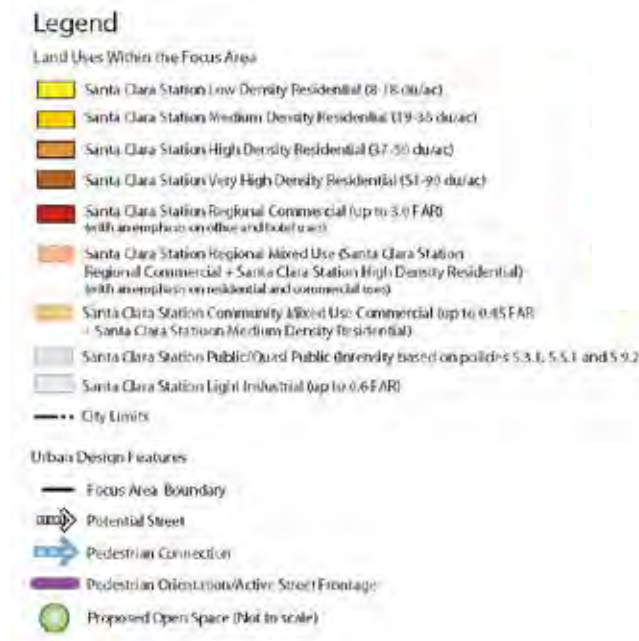 Legend
Land Uses Within the Focus Area
Santa Clara Station Low Density Residential (8-18 du/ac)
Santa Clara Station Medium Density Residential (19-36 du/ac)
Santa Clara Station High Density Residential (37-50 du/ac)
Santa Clara Station Very High Density Residential (51-90 du/ac)
Santa Clara Station Regional Commercial (up to 3.0 FAR)
(with an emphasis on office and hotel uses)
Santa Clara Station Regional Mixed Use (Santa Clara Station
Regional Commercial + Santa Clara Station High Density Residential)
(with an emphasis on residential and commercial uses)
Santa Clara Station Community Mixed Use Commercial (up to 0.45 FAR
+ Santa Clara Statioon Medium Density Residential)
Santa Clara Station Public/Quasi Public (Intensity based on policies 5.3.1, 5.5.1 and 5.9.2
Santa Clara Station Light Industrial (up to 0.6 FAR)
City Limits
Urban Design Features
Focus Area Boundary
Potential Street
Pedestrian Connection
Pedestrian Orientation/Active Street Frontage
Proposed Open Space (Not to scale)